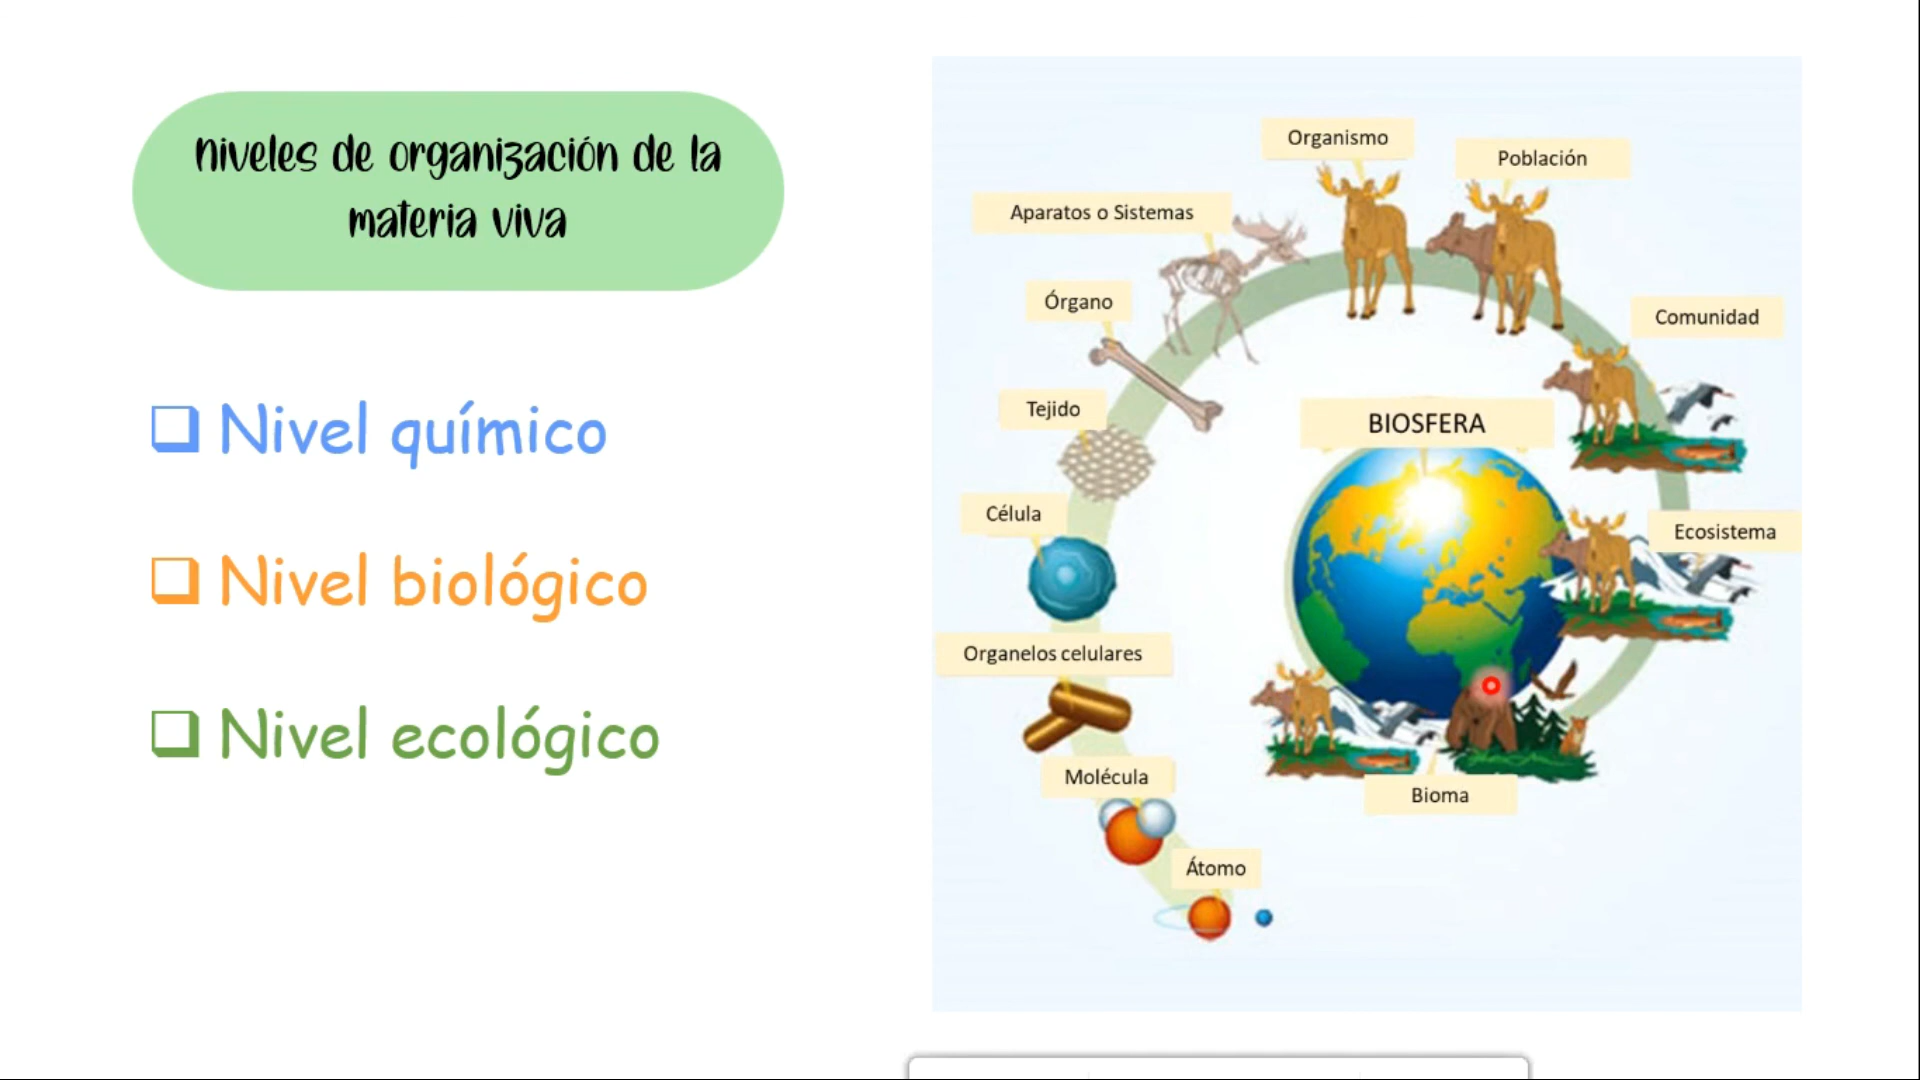 Niveles de organización de la
materia viva
Nivel químico
Nivel biológico
Nivel ecológico
Organismo
Población
Aparatos o Sistemas
Órgano
Comunidad
Tejido
BIOSFERA
Célula
Ecosistema
Organelos celulares
Molécula
Bioma
Átomo